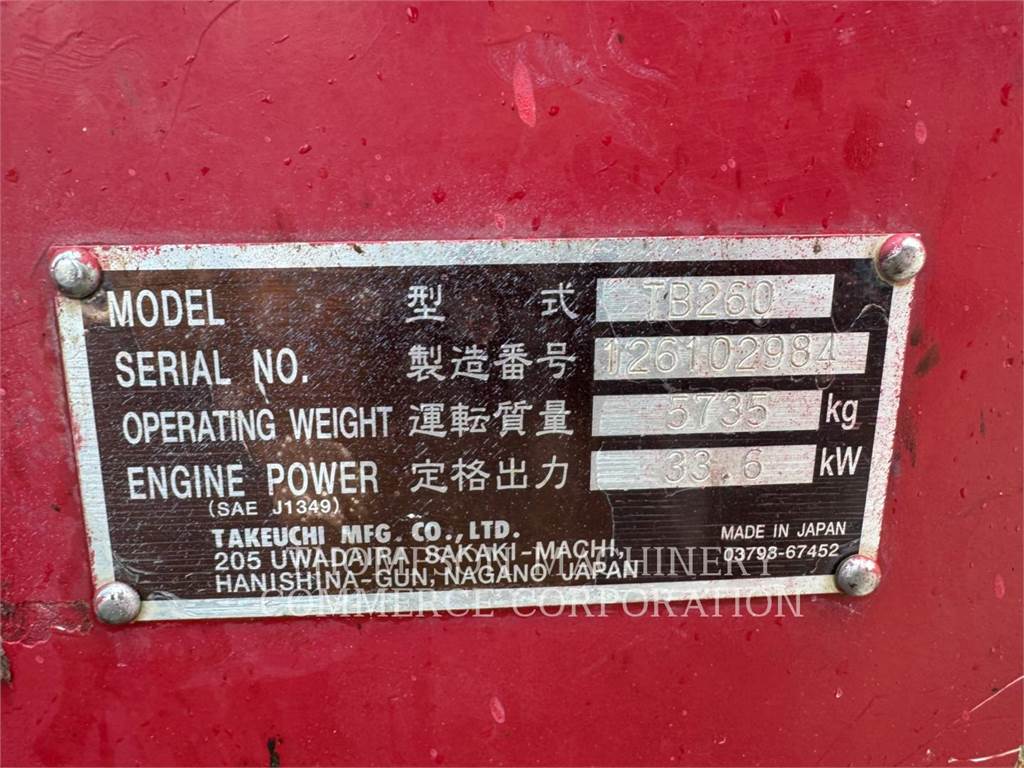 MODEL 型 式 TB260
SERIAL NO. 製造番号 126102984
OPERATING WEIGHT 運転質量 5735 kg
ENGINE POWER 定格出力 33.6 kW
(SAE J1349)
TAKEUCHI MFG. CO., LTD.
205 UWADAIRA SAKAKI-MACHI,
HANISHINA-GUN, NAGANO JAPAN
MADE IN JAPAN
03793-67452
MACHINERY
COMMERCE CORPORATION